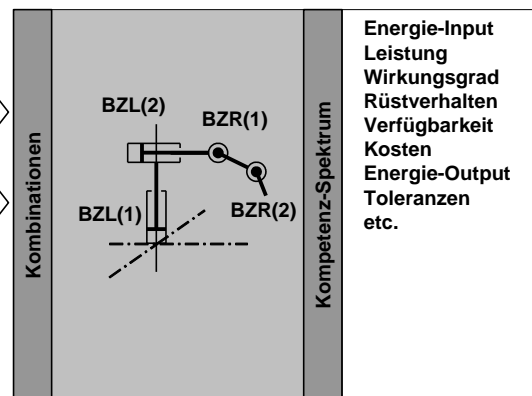 Kombinationen
BZL(2)
BZR(1)
BZL(1)
BZR(2)
Kompetenz-Spektrum
Energie-Input
Leistung
Wirkungsgrad
Rüstverhalten
Verfügbarkeit
Kosten
Energie-Output
Toleranzen
etc.